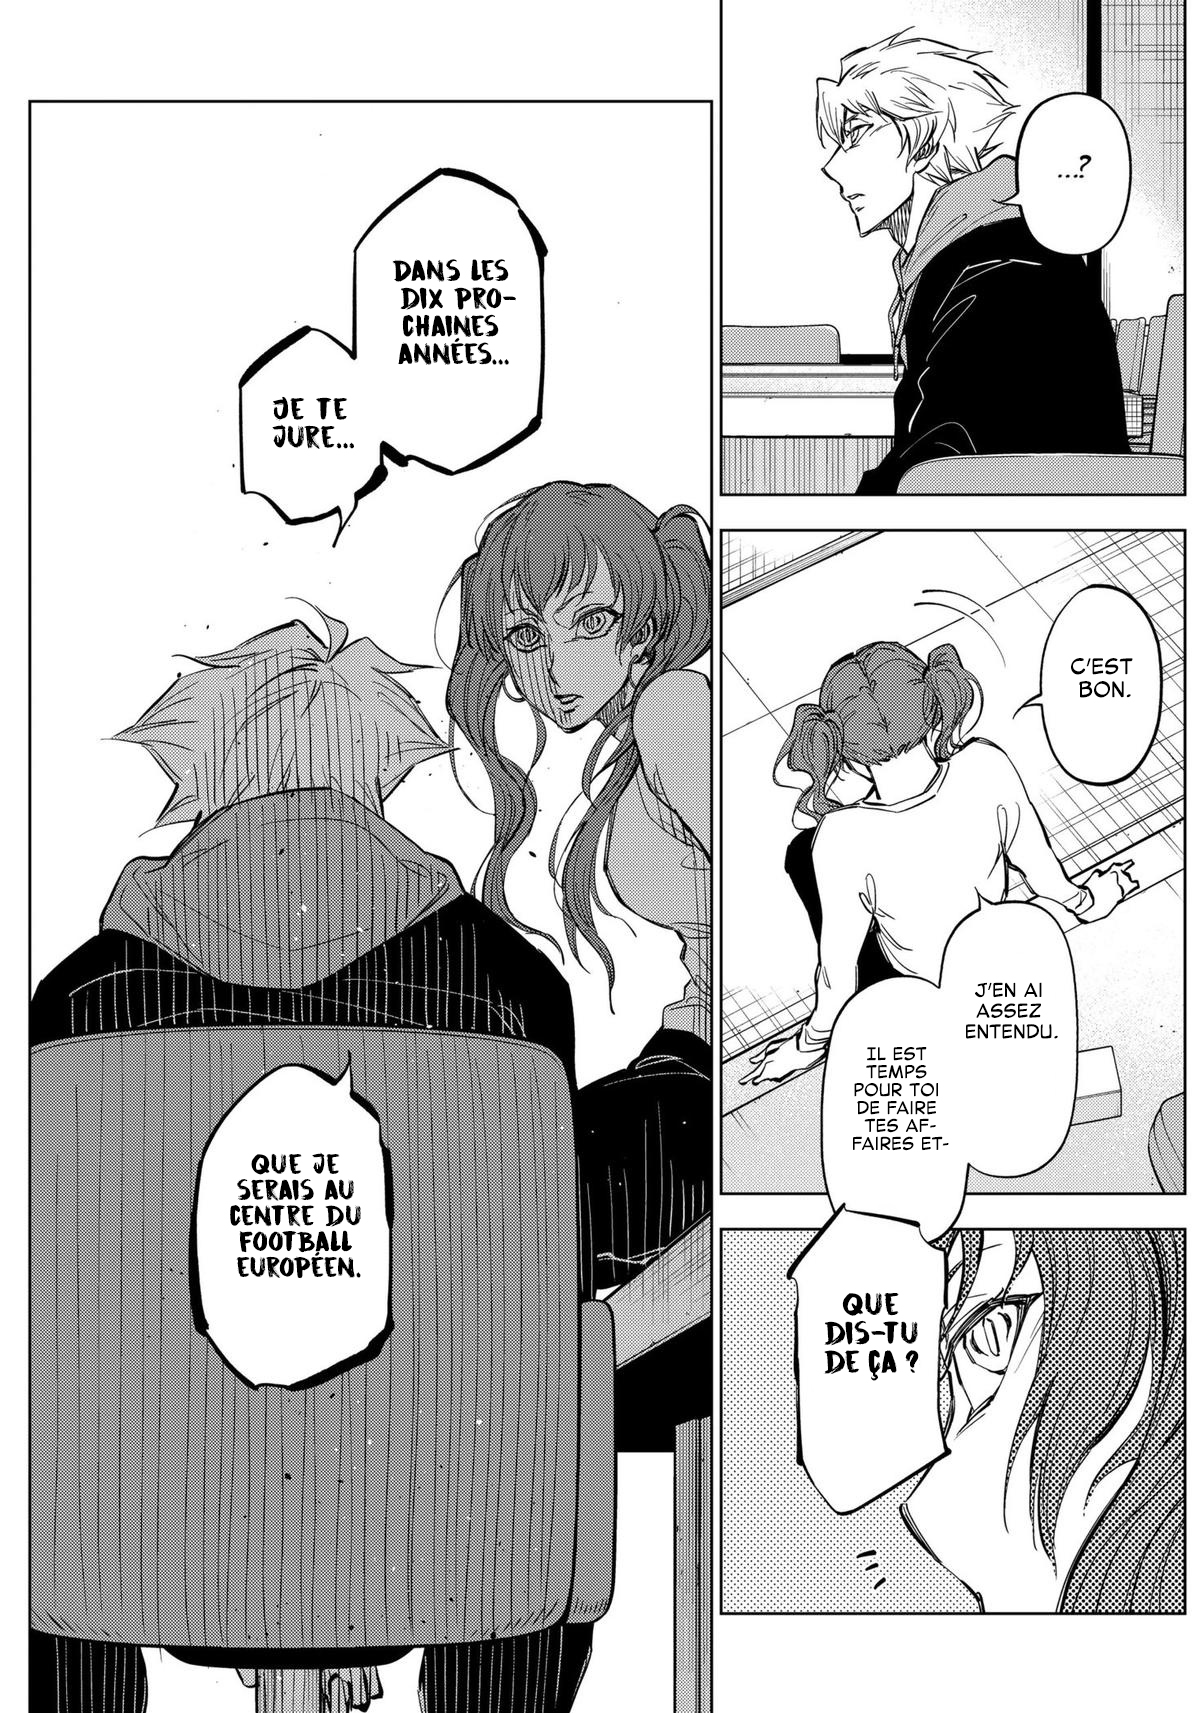 ...?
C'EST
BON.
J'EN AI
ASSEZ
ENTENDU.
IL EST
TEMPS
POUR TOI
DE FAIRE
TES AF-
FAIRES ET-
QUE
DIS-TU
DE ÇA ?
DANS LES
DIX PRO-
CHAINES
ANNÉES...
JE TE
JURE...
QUE JE
SERAIS AU
CENTRE DU
FOOTBALL
EUROPÉEN.